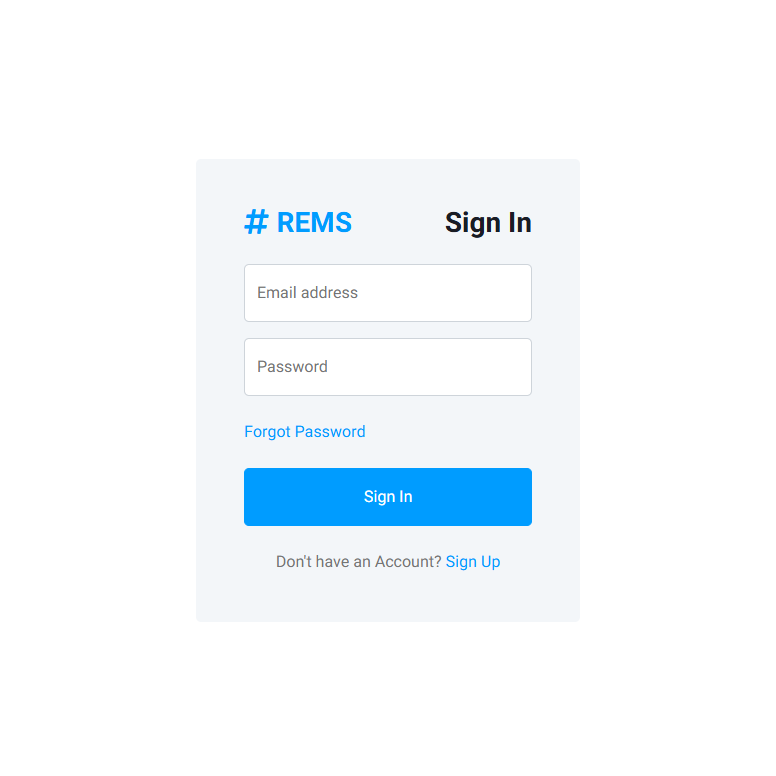 # REMS Sign In
Email address
Password
Forgot Password
Sign In
Don't have an Account? Sign Up